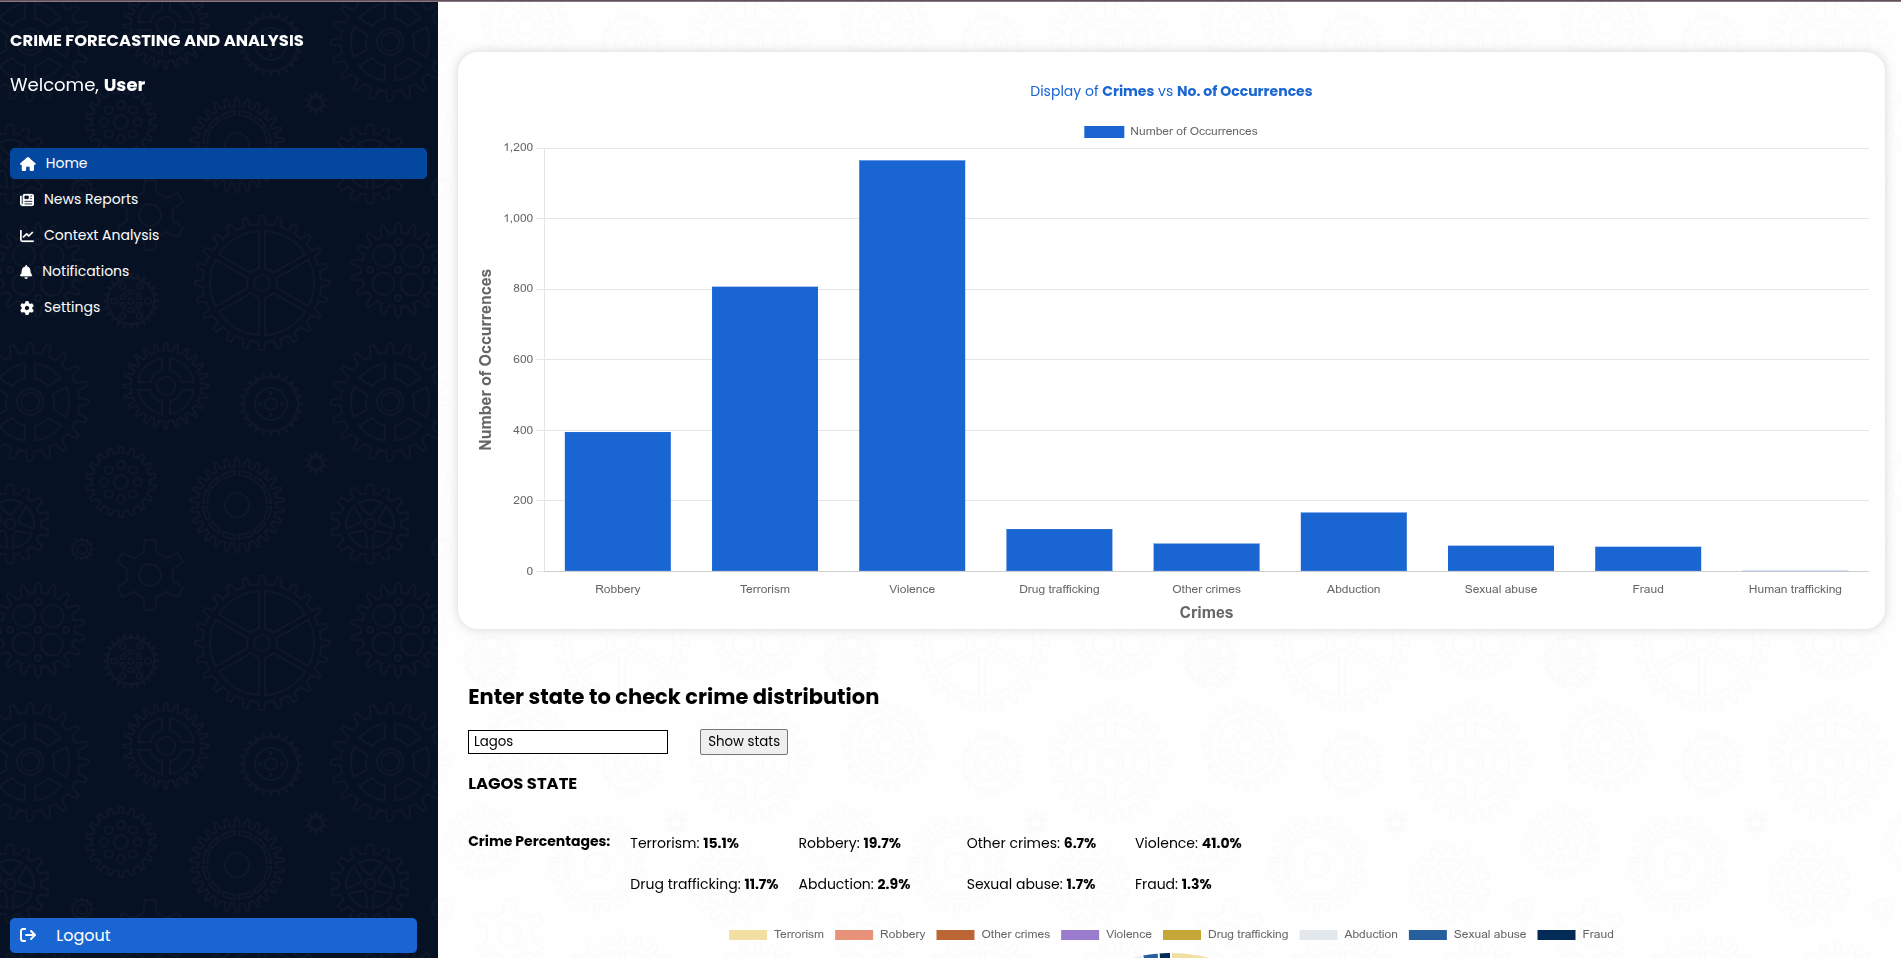 CRIME FORECASTING AND ANALYSIS
Welcome, User
Home
News Reports
Context Analysis
Notifications
Settings
Logout
Display of Crimes vs No. of Occurrences
Number of Occurrences
1,200
1,000
800
600
400
200
0
Number of Occurrences
Robbery Terrorism Violence Drug trafficking Other crimes Abduction Sexual abuse Fraud Human trafficking
Crimes
Enter state to check crime distribution
Lagos Show stats
LAGOS STATE
Crime Percentages: Terrorism: 15.1% Robbery: 19.7% Other crimes: 6.7% Violence: 41.0%
Drug trafficking: 11.7% Abduction: 2.9% Sexual abuse: 1.7% Fraud: 1.3%
Terrorism Robbery Other crimes Violence Drug trafficking Abduction Sexual abuse Fraud